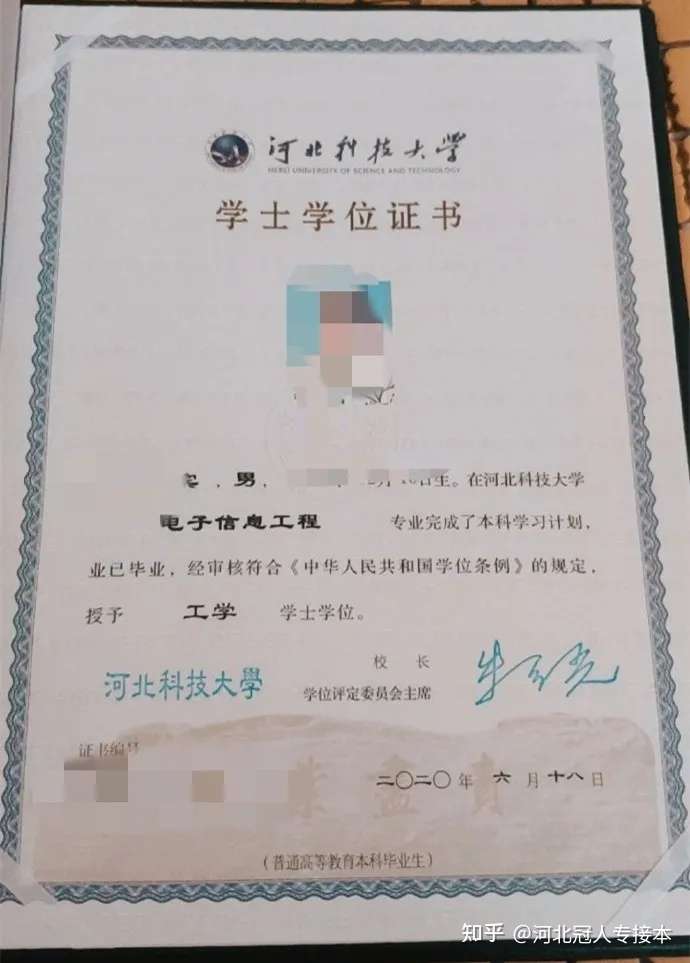 河北科技大学
HEBEI UNIVERSITY OF SCIENCE AND TECHNOLOGY
学士学位证书
，男，
日生。在河北科技大学
电子信息工程 专业完成了本科学习计划，
业已毕业，经审核符合《中华人民共和国学位条例》的规定，
授予 工学 学士学位。
河北科技大學
校 长
学位评定委员会主席
证书编号
二〇二〇年 六 月 十八 日
(普通高等教育本科毕业生)
知乎 @河北冠人专接本